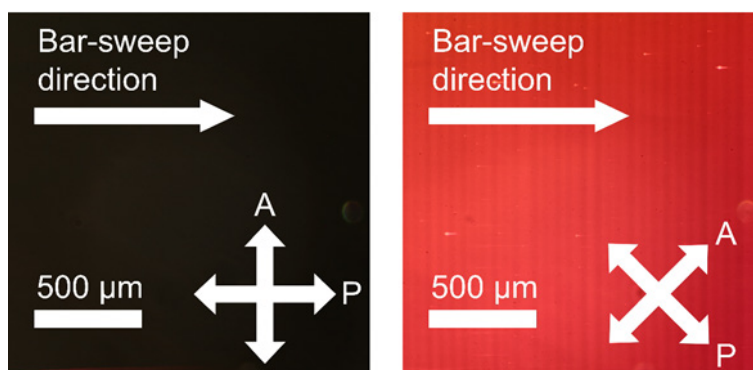 Bar-sweep
direction
A
P
500 μm
Bar-sweep
direction
A
500 μm
P